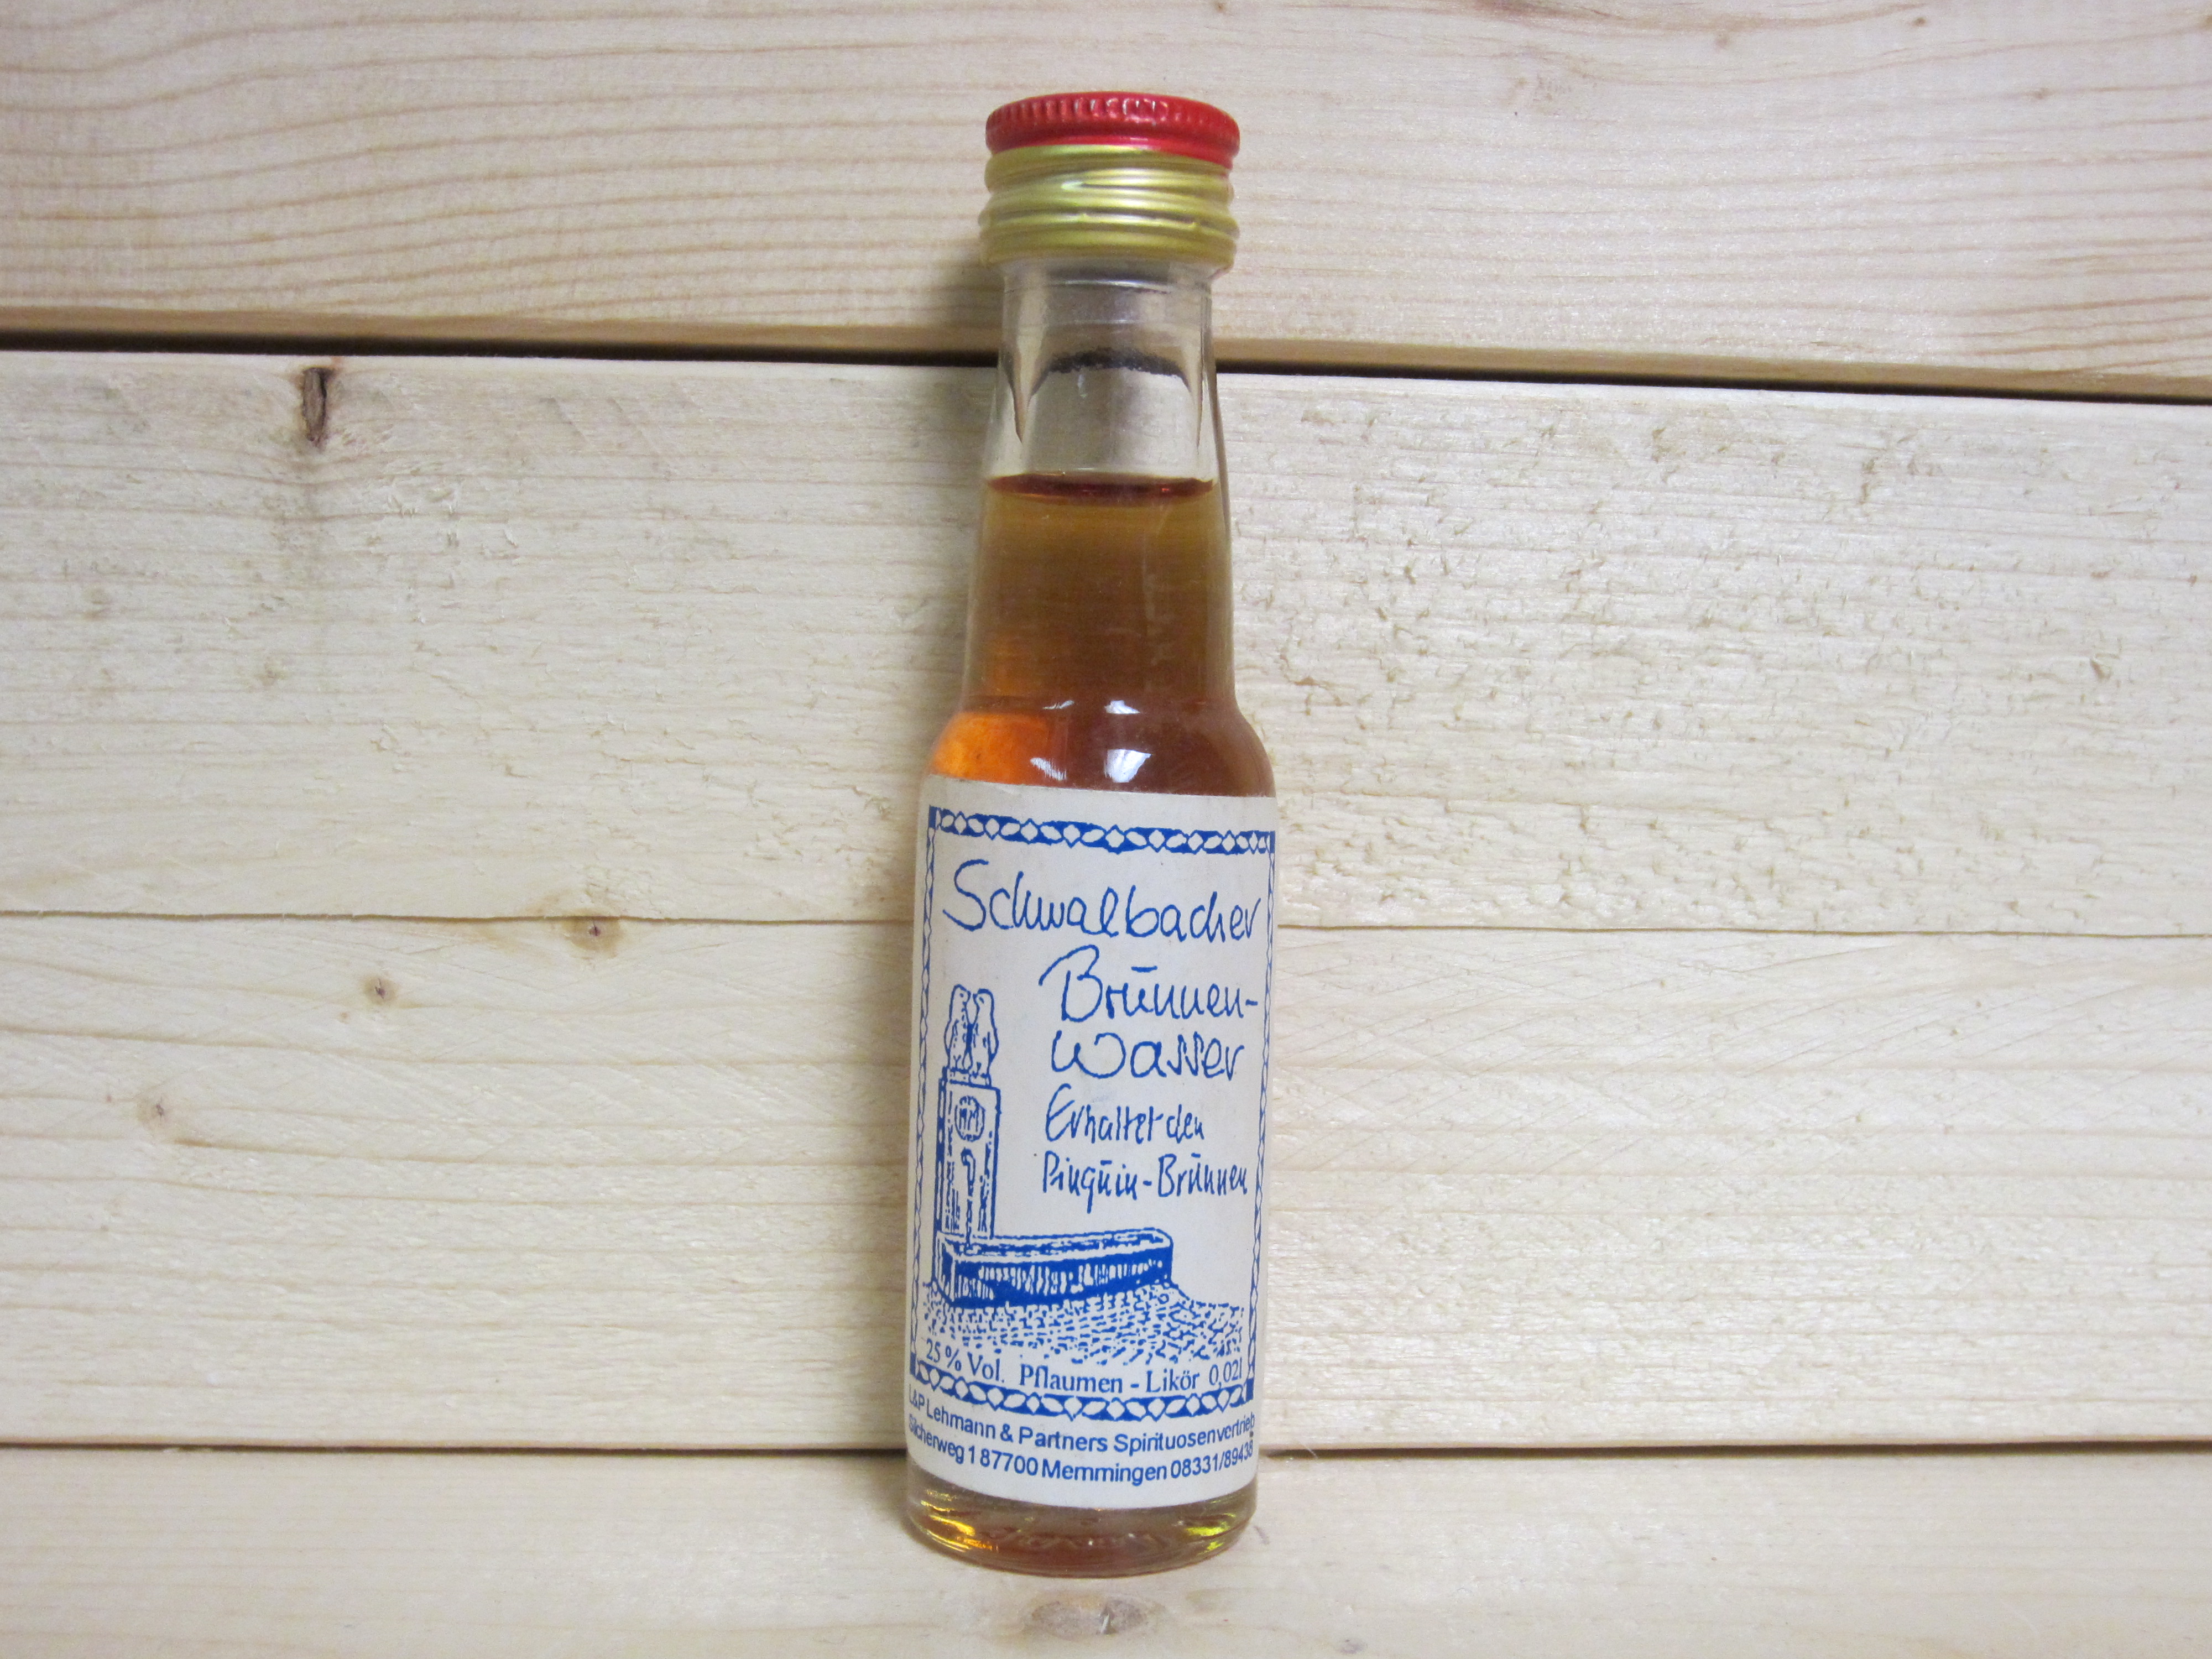 Schwalbacher
Brunnen-
wasser
Erhaltet den
Pinguin-Brunnen
25 % Vol. Pflaumen - Likör 0,02l
L&P Lehmann & Partners Spirituosenvertrieb
Silcherweg 1 87700 Memmingen 08331/89438